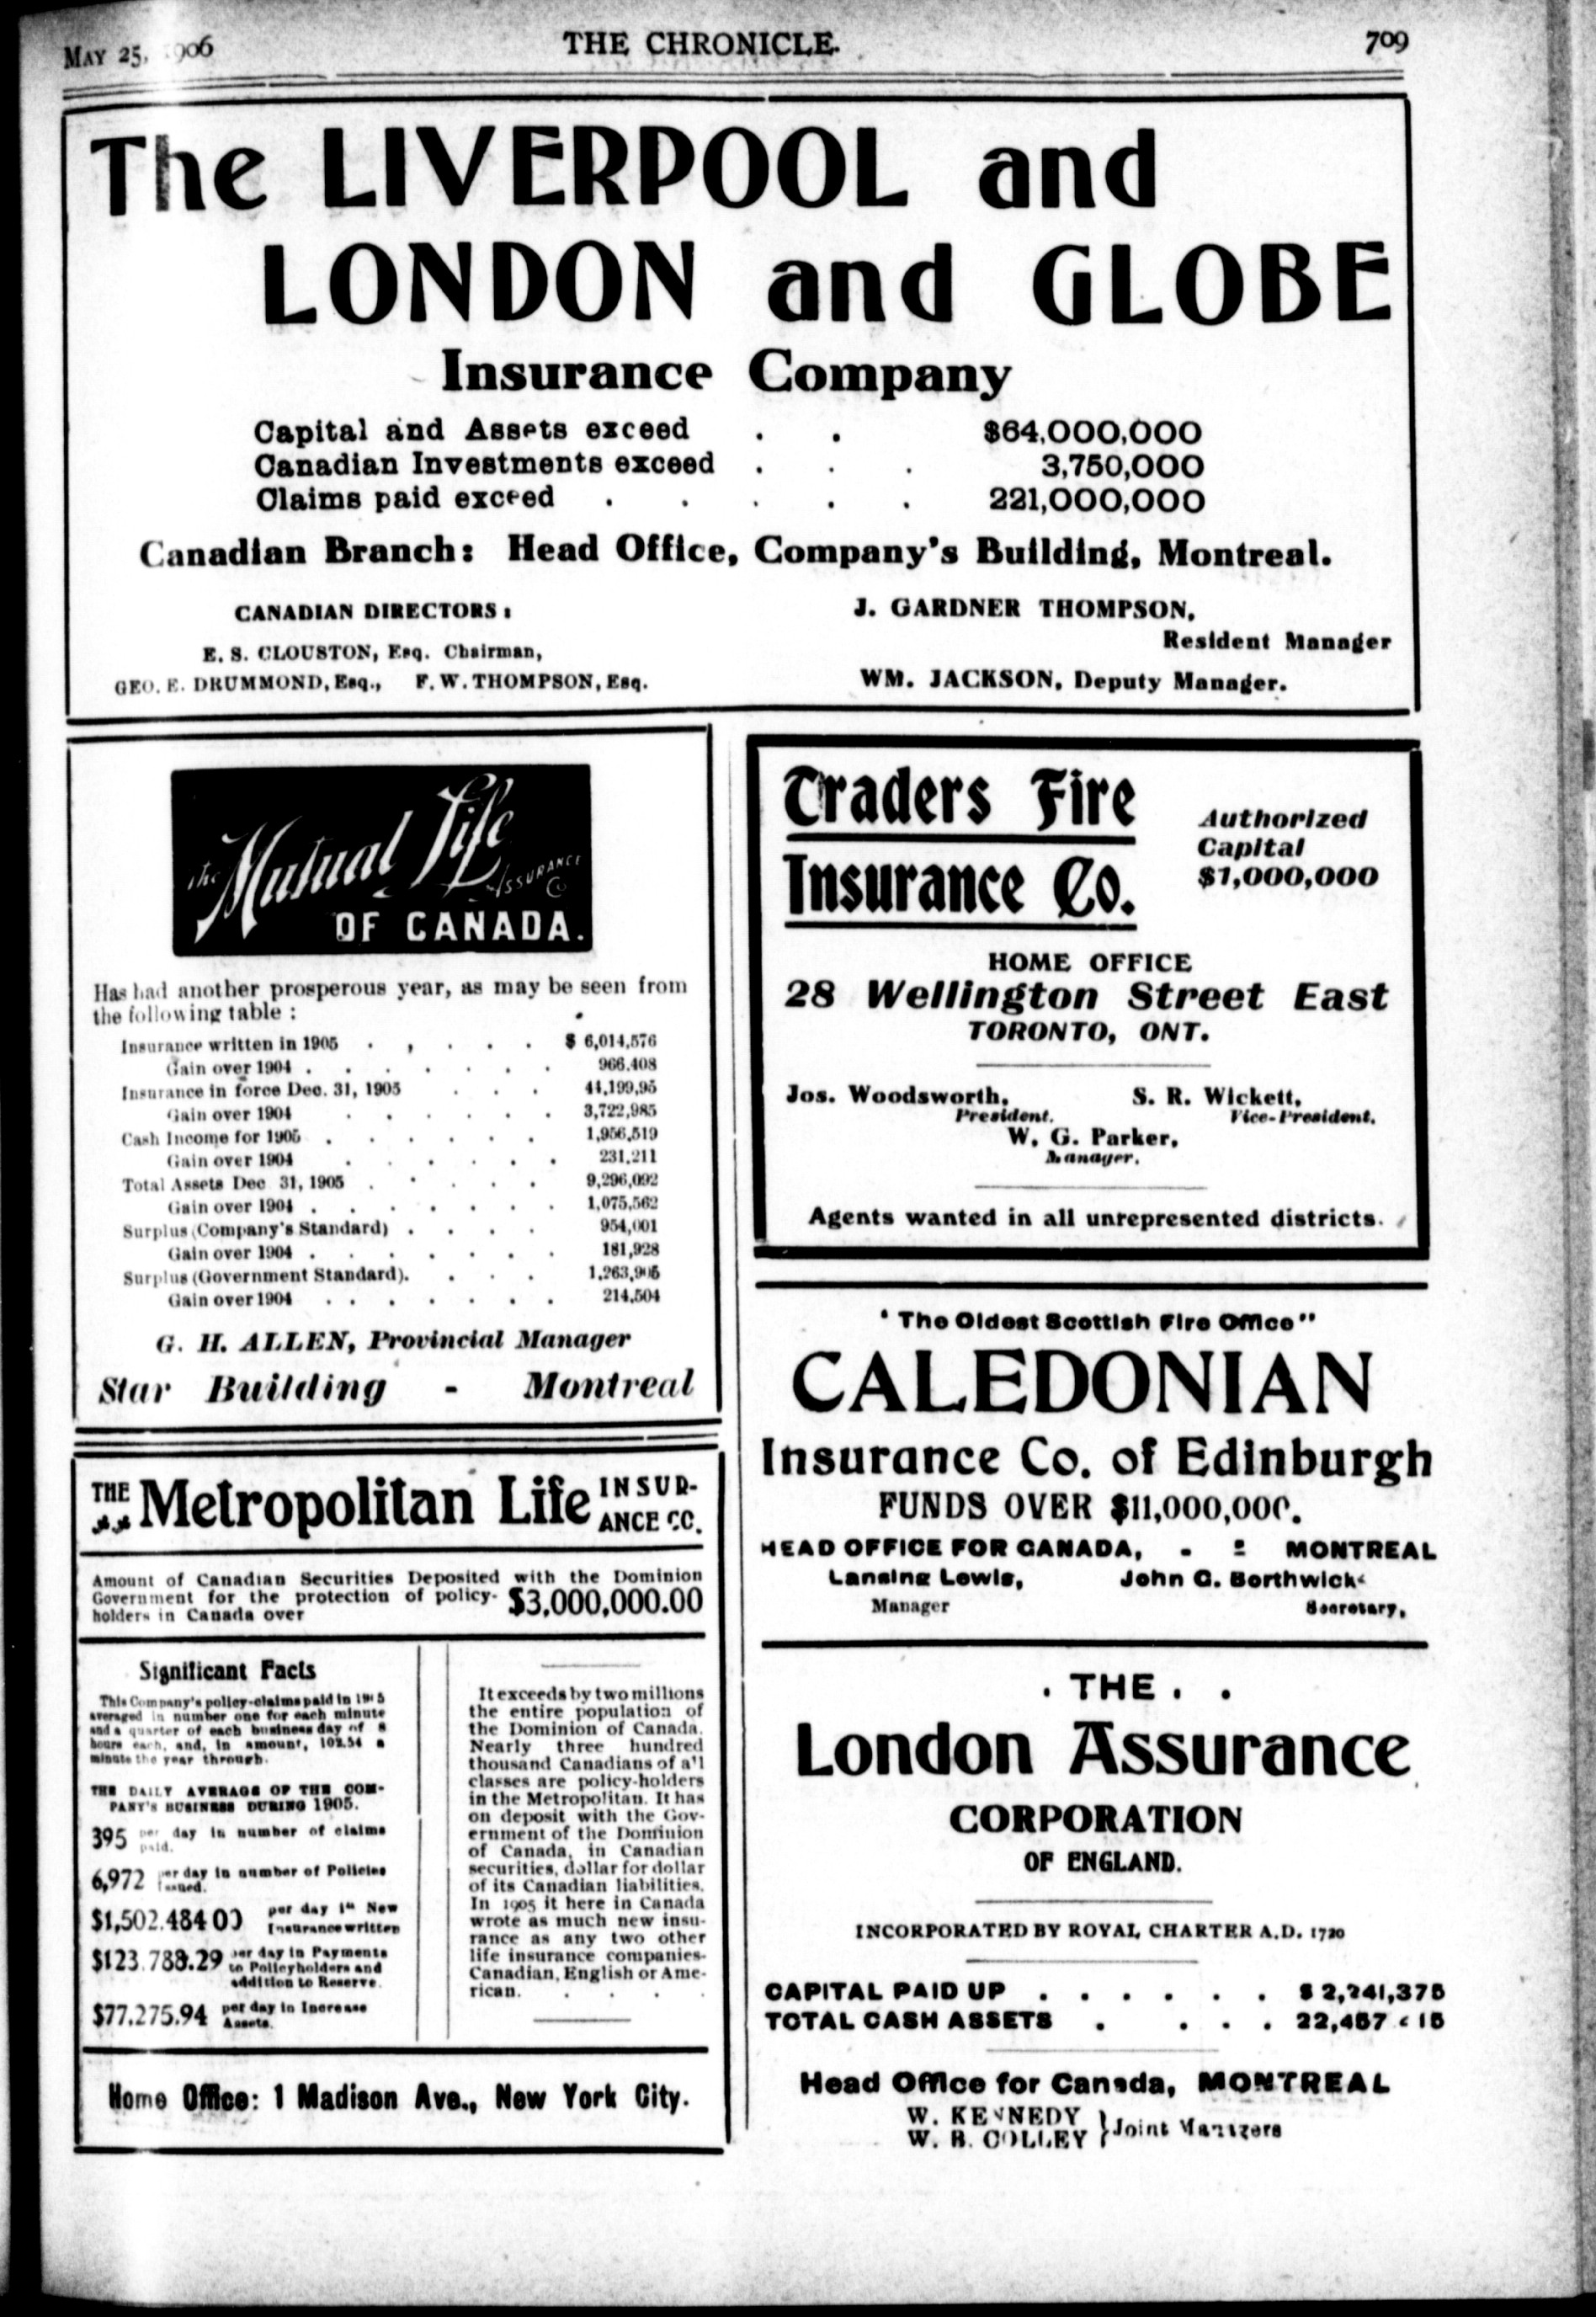 MAY 25, 1906 THE CHRONICLE. 709
The LIVERPOOL and
LONDON and GLOBE
Insurance Company
Capital and Assets exceed . . $64,000,000
Canadian Investments exceed . . . 3,750,000
Claims paid exceed . . . . . 221,000,000
Canadian Branch: Head Office, Company's Building, Montreal.
CANADIAN DIRECTORS:
E. S. CLOUSTON, Esq. Chairman,
GEO. E. DRUMMOND, Esq., F. W. THOMPSON, Esq.
J. GARDNER THOMPSON,
Resident Manager
WM. JACKSON, Deputy Manager.
The Mutual Life
ASSURANCE
Co
OF CANADA.
Has had another prosperous year, as may be seen from
the following table :
Insurance written in 1905 . . . . . $ 6,014,576
Gain over 1904 . . . . . . . 966,408
Insurance in force Dec. 31, 1905 . . . 44,199,95
Gain over 1904 . . . . . . 3,722,985
Cash Income for 1905 . . . . . . 1,956,519
Gain over 1904 . . . . . . 231,211
Total Assets Dec 31, 1905 . . . . . 9,296,092
Gain over 1904 . . . . . . . 1,075,562
Surplus (Company's Standard) . . . . 954,001
Gain over 1904 . . . . . . . 181,928
Surplus (Government Standard). . . . 1,263,905
Gain over 1904 . . . . . . . 214,504
G. H. ALLEN, Provincial Manager
Star Building - Montreal
THE Metropolitan Life INSUR-
ANCE CO.
Amount of Canadian Securities Deposited with the Dominion
Government for the protection of policy- $3,000,000.00
holders in Canada over
Significant Facts
This Company's policy-claims paid in 1905
averaged in number one for each minute
and a quarter of each business day of 8
hours each, and, in amount, 102.54 a
minute the year through.
THE DAILY AVERAGE OF THE COM-
PANY'S BUSINESS DURING 1905.
395 per day in number of claims
paid.
6,972 per day in number of Policies
issued.
$1,502.484 00 per day in New
Insurance written
$123.788.29 per day in Payments
to Policyholders and
addition to Reserve.
$77.275.94 per day in Increase
Assets.
It exceeds by two millions
the entire population of
the Dominion of Canada.
Nearly three hundred
thousand Canadians of all
classes are policy-holders
in the Metropolitan. It has
on deposit with the Gov-
ernment of the Dominion
of Canada, in Canadian
securities, dollar for dollar
of its Canadian liabilities.
In 1905 it here in Canada
wrote as much new insu-
rance as any two other
life insurance companies-
Canadian, English or Ame-
rican. . . . .
Home Office: 1 Madison Ave., New York City.
Traders Fire
Insurance Co.
Authorized
Capital
$1,000,000
HOME OFFICE
28 Wellington Street East
TORONTO, ONT.
Jos. Woodsworth, S. R. Wickett,
President. Vice-President.
W. G. Parker,
Manager.
Agents wanted in all unrepresented districts.
"The Oldest Scottish Fire Office"
CALEDONIAN
Insurance Co. of Edinburgh
FUNDS OVER $11,000,000.
HEAD OFFICE FOR CANADA, - - MONTREAL
Lansing Lewis, John G. Borthwick
Manager Secretary,
. THE . .
London Assurance
CORPORATION
OF ENGLAND.
INCORPORATED BY ROYAL CHARTER A.D. 1720
CAPITAL PAID UP . . . . . . . $ 2,241,375
TOTAL CASH ASSETS . . . . 22,457 15
Head Office for Canada, MONTREAL
W. KENNEDY
W. B. COLLEY } Joint Managers